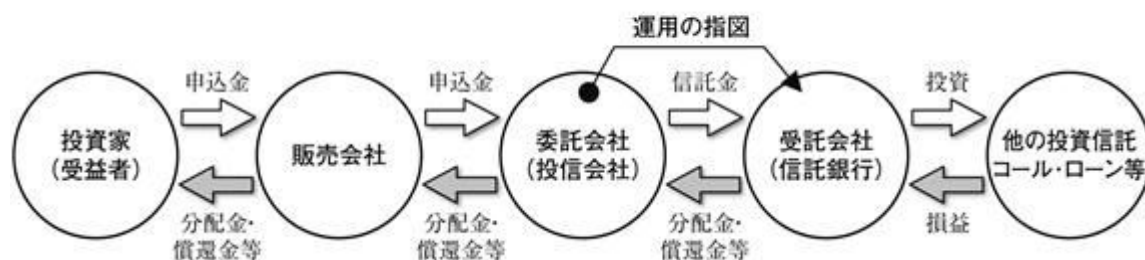 運用の指図
申込金
申込金
信託金
投資
投資家
(受益者)
販売会社
委託会社
(投信会社)
受託会社
(信託銀行)
他の投資信託
コール・ローン等
分配金・
償還金等
分配金・
償還金等
分配金・
償還金等
損益